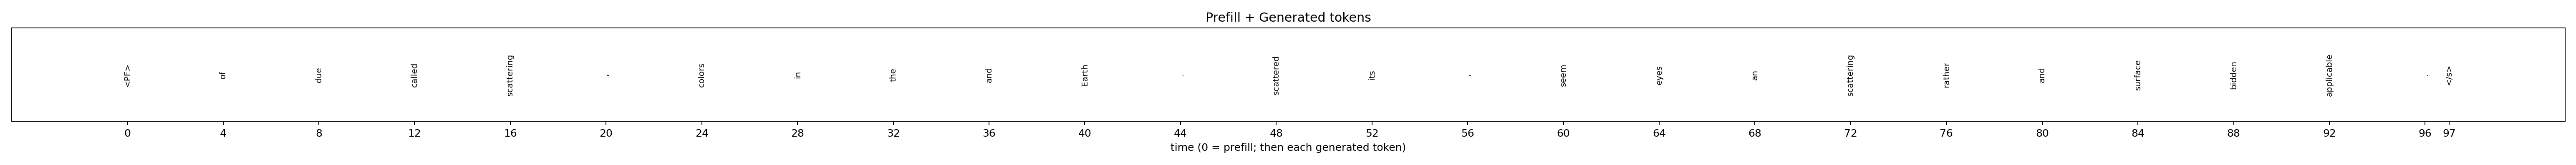 Prefill + Generated tokens
<PF> of due called scattering , colors in the and Earth . scattered its , seem eyes an scattering rather and surface bidden applicable . </s>
0 4 8 12 16 20 24 28 32 36 40 44 48 52 56 60 64 68 72 76 80 84 88 92 96 97
time (0 = prefill; then each generated token)